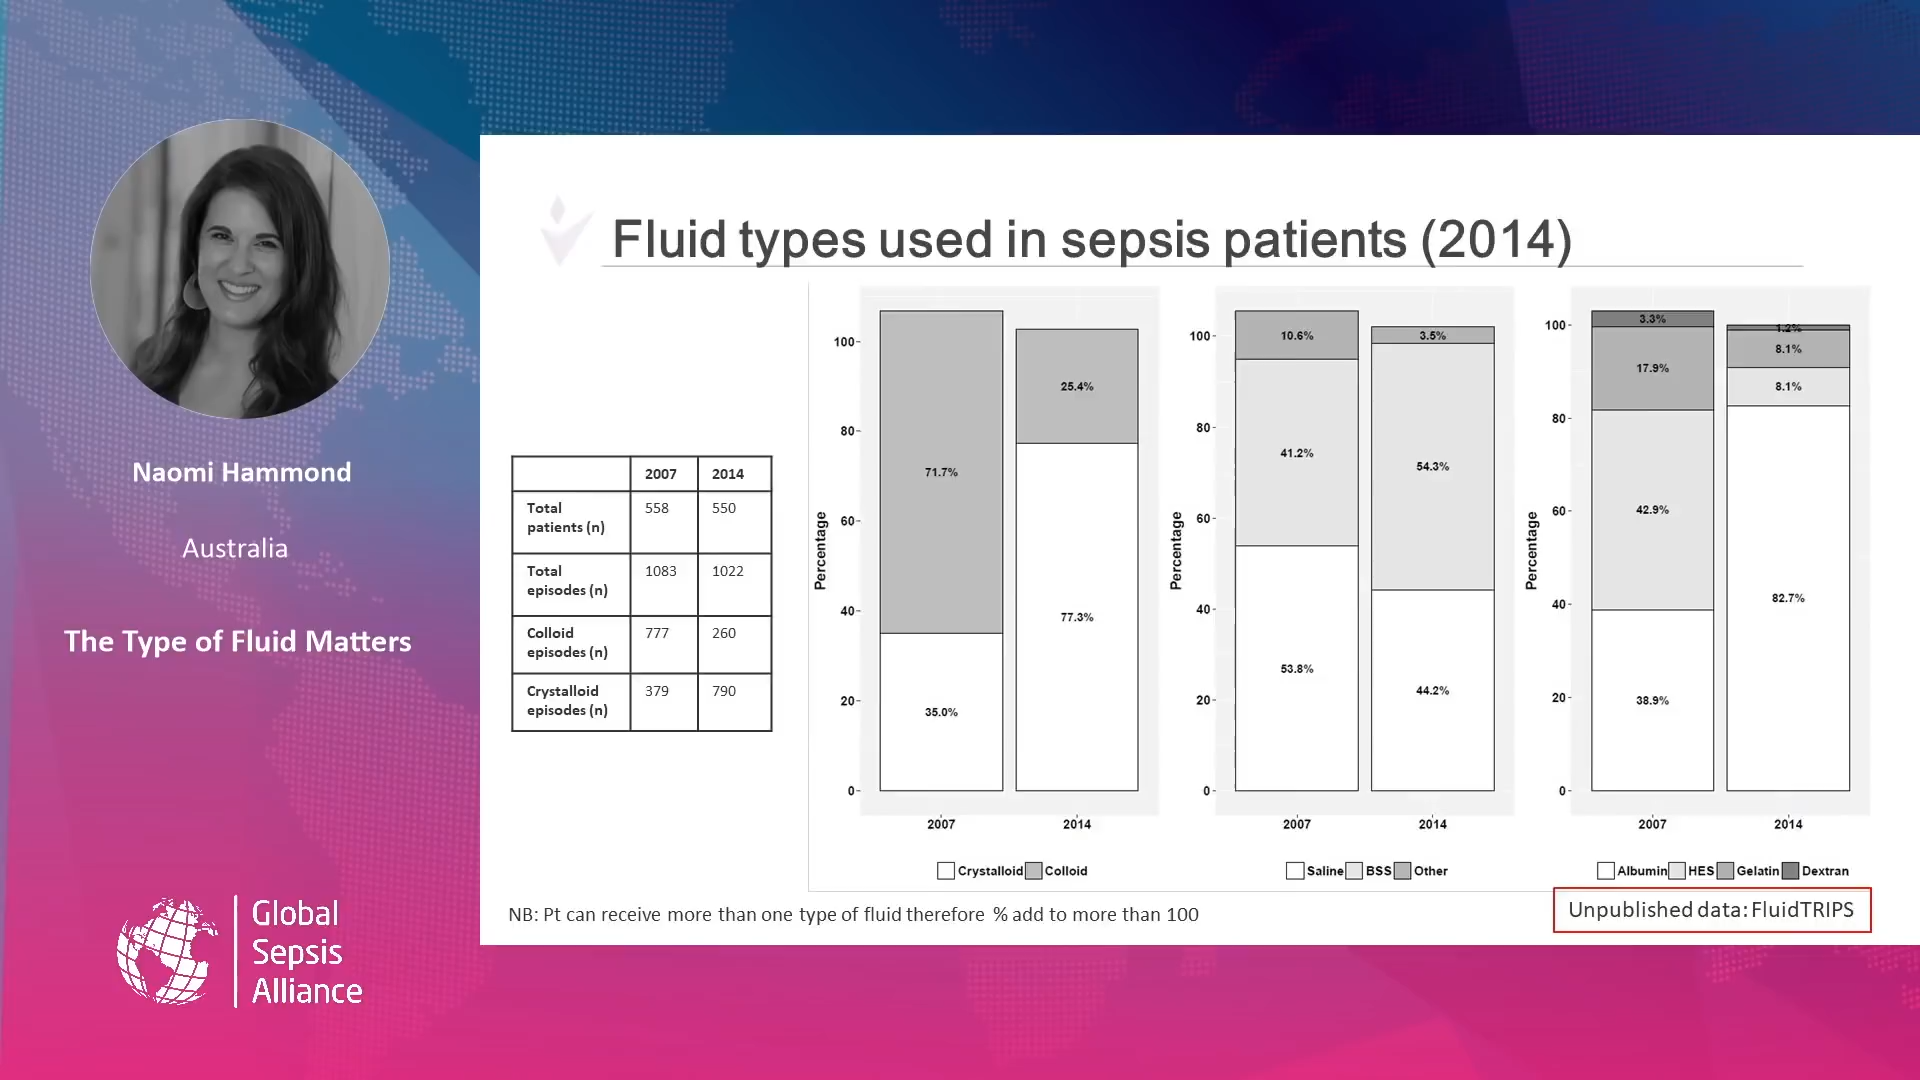 Naomi Hammond
Australia
The Type of Fluid Matters
Global
Sepsis
Alliance
Fluid types used in sepsis patients (2014)
2007 2014
Total patients (n) 558 550
Total episodes (n) 1083 1022
Colloid episodes (n) 777 260
Crystalloid episodes (n) 379 790
Percentage
100
80
60
40
20
0
71.7%
35.0%
25.4%
77.3%
2007 2014
Crystalloid Colloid
Percentage
100
80
60
40
20
0
10.6%
41.2%
53.8%
3.5%
54.3%
44.2%
2007 2014
Saline BSS Other
Percentage
100
80
60
40
20
0
3.3%
17.9%
42.9%
38.9%
1.2%
8.1%
8.1%
82.7%
2007 2014
Albumin HES Gelatin Dextran
NB: Pt can receive more than one type of fluid therefore % add to more than 100
Unpublished data: FluidTRIPS